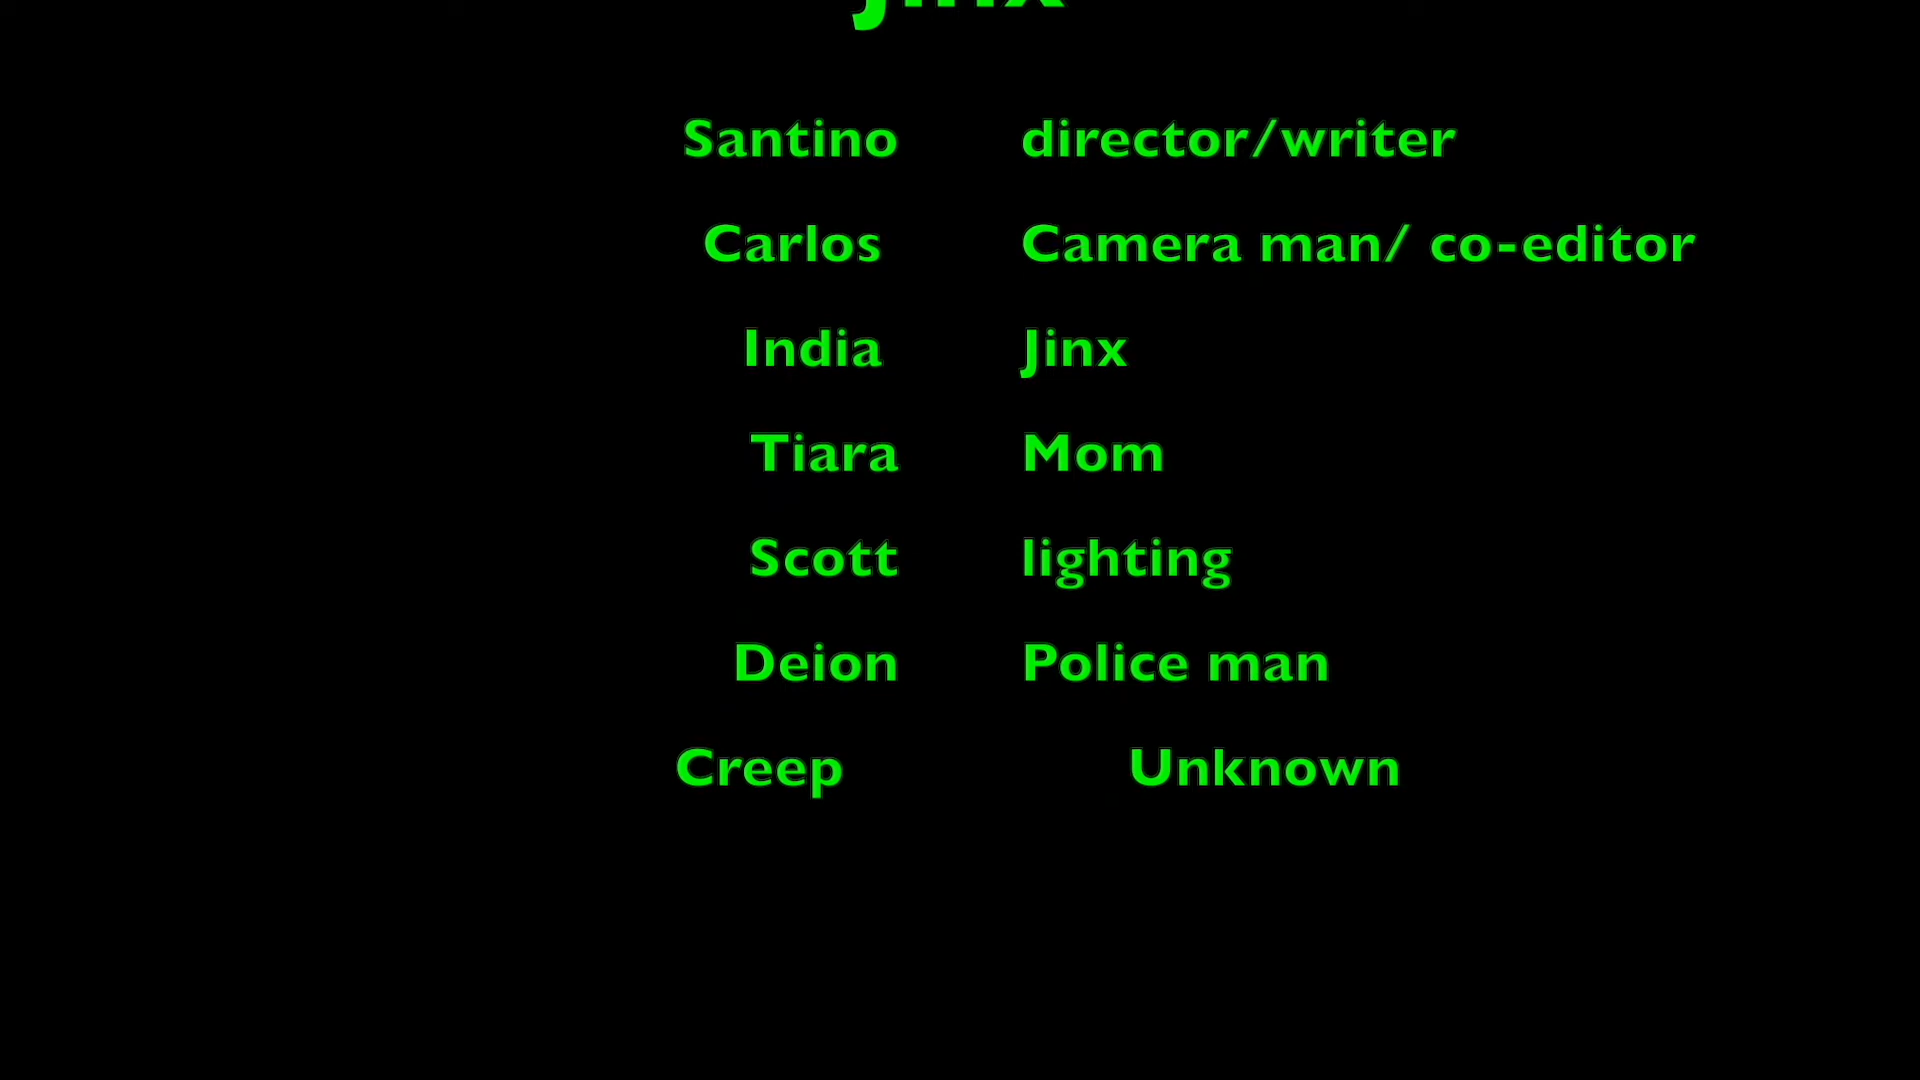 Jinx
Santino director/writer
Carlos Camera man/ co-editor
India Jinx
Tiara Mom
Scott lighting
Deion Police man
Creep Unknown